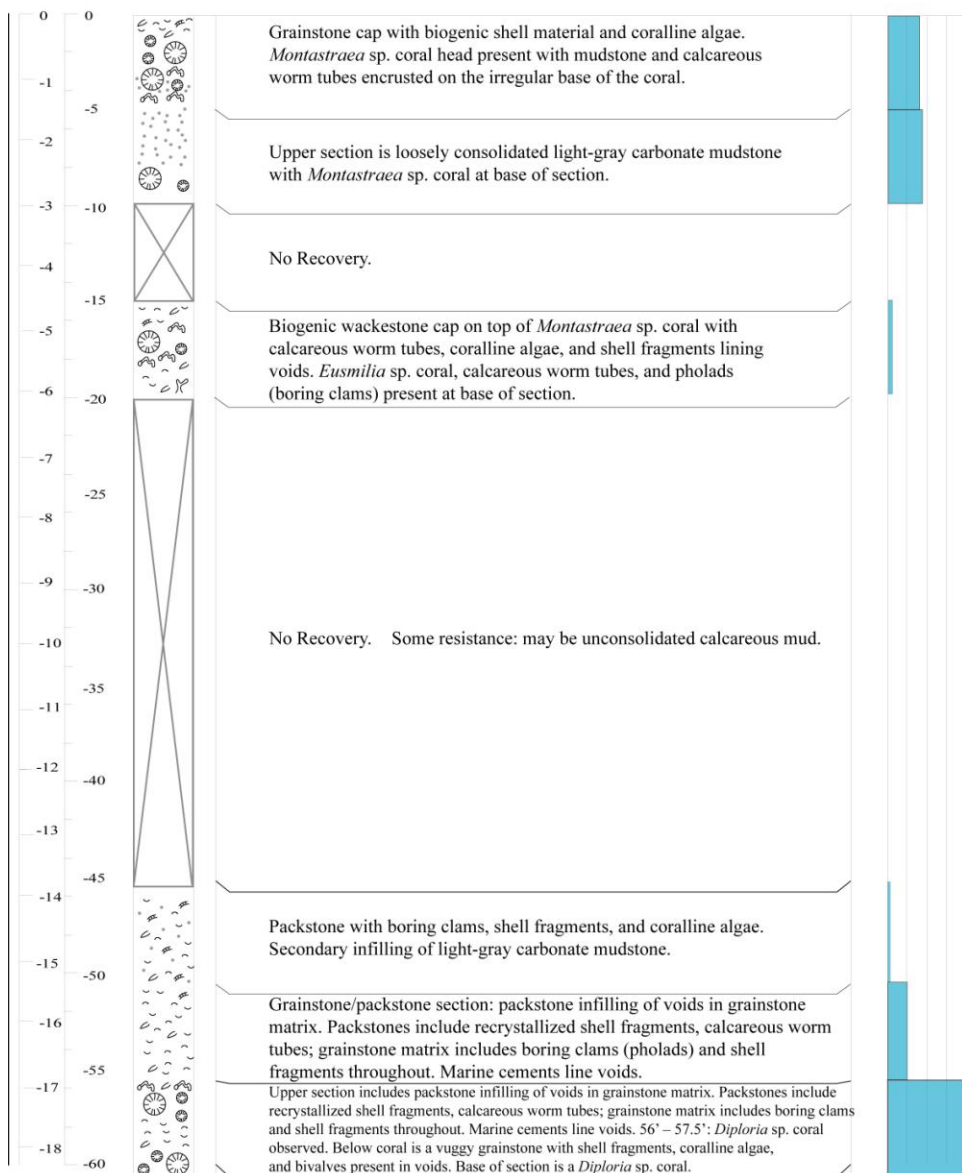 0 0
-1
-5
-2
-3 -10
-4
-15
-5
-6
-20
-7
-25
-8
-9
-30
-10
-35
-11
-12
-40
-13
-45
-14
-15
-50
-16
-55
-17
-18
-60
Grainstone cap with biogenic shell material and coralline algae.
Montastraea sp. coral head present with mudstone and calcareous
worm tubes encrusted on the irregular base of the coral.
Upper section is loosely consolidated light-gray carbonate mudstone
with Montastraea sp. coral at base of section.
No Recovery.
Biogenic wackestone cap on top of Montastraea sp. coral with
calcareous worm tubes, coralline algae, and shell fragments lining
voids. Eusmilia sp. coral, calcareous worm tubes, and pholads
(boring clams) present at base of section.
No Recovery. Some resistance: may be unconsolidated calcareous mud.
Packstone with boring clams, shell fragments, and coralline algae.
Secondary infilling of light-gray carbonate mudstone.
Grainstone/packstone section: packstone infilling of voids in grainstone
matrix. Packstones include recrystallized shell fragments, calcareous worm
tubes; grainstone matrix includes boring clams (pholads) and shell
fragments throughout. Marine cements line voids.
Upper section includes packstone infilling of voids in grainstone matrix. Packstones include
recrystallized shell fragments, calcareous worm tubes; grainstone matrix includes boring clams
and shell fragments throughout. Marine cements line voids. 56’ – 57.5’: Diploria sp. coral
observed. Below coral is a vuggy grainstone with shell fragments, coralline algae,
and bivalves present in voids. Base of section is a Diploria sp. coral.